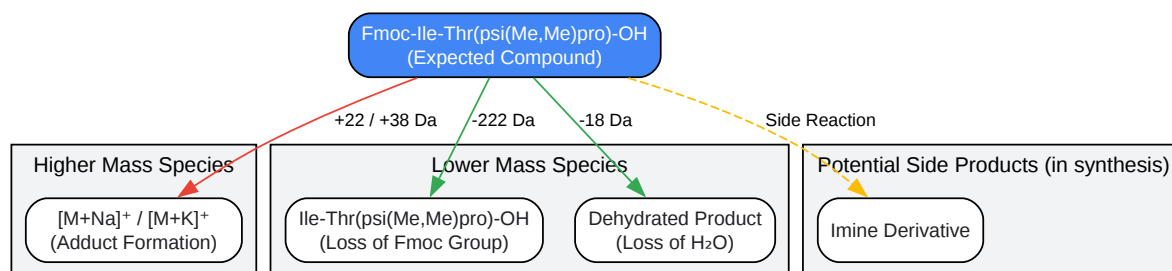 Fmoc-Ile-Thr(psi(Me,Me)pro)-OH
(Expected Compound)
+22 / +38 Da
-222 Da
-18 Da
Side Reaction
Higher Mass Species
Lower Mass Species
Potential Side Products (in synthesis)
[M+Na]⁺ / [M+K]⁺
(Adduct Formation)
Ile-Thr(psi(Me,Me)pro)-OH
(Loss of Fmoc Group)
Dehydrated Product
(Loss of H₂O)
Imine Derivative